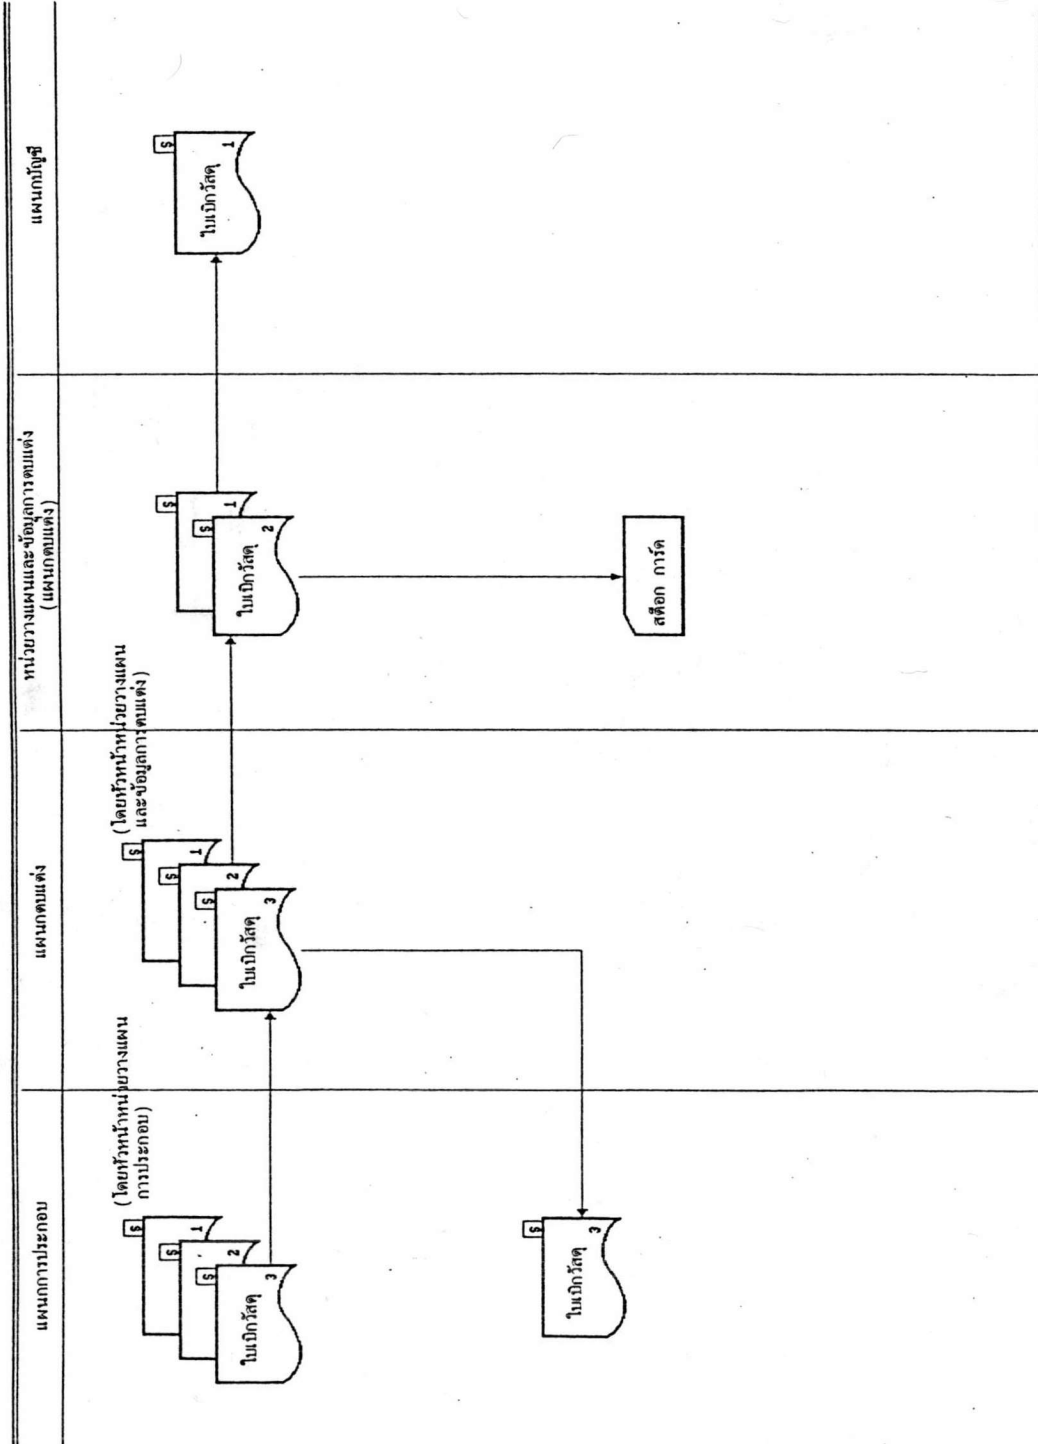 แผนกการประกอบ
แผนกตบแต่ง
หน่วยวางแผนและข้อมูลการตบแต่ง
(แผนกตบแต่ง)
แผนกบัญชี
(โดยหัวหน้าหน่วยวางแผน
การประกอบ)
(โดยหัวหน้าหน่วยวางแผน
และข้อมูลการตบแต่ง)
S
1
S
2
S
ใบเบิกวัสดุ
3
S
1
S
2
S
ใบเบิกวัสดุ
3
S
1
S
ใบเบิกวัสดุ
2
S
ใบเบิกวัสดุ
1
S
ใบเบิกวัสดุ
3
สต๊อก การ์ด